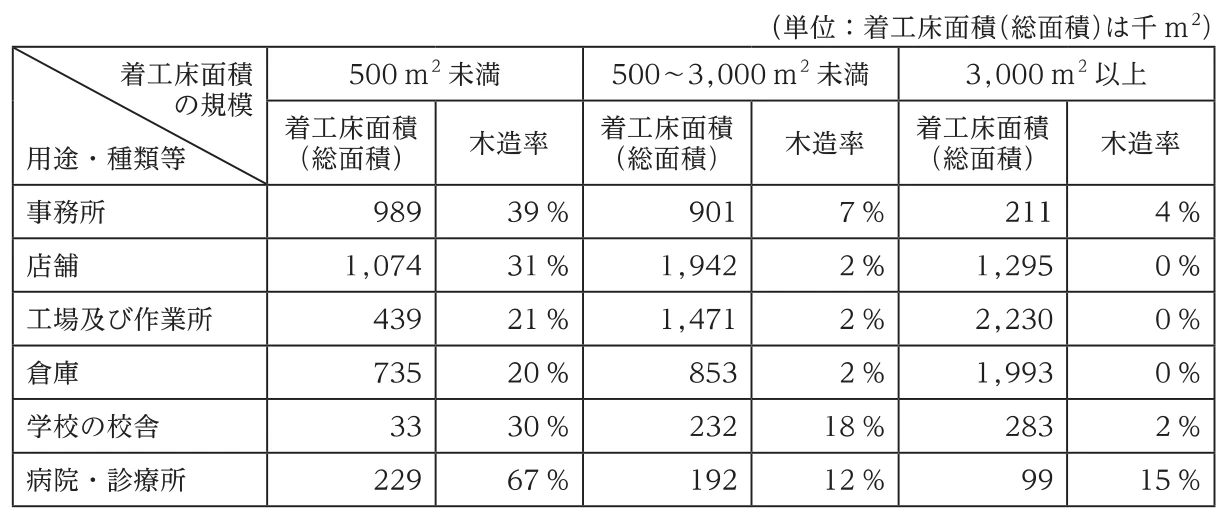 (単位：着工床面積(総面積)は千 m²)
着工床面積の規模 500 m² 未満 500～3,000 m² 未満 3,000 m² 以上
用途・種類等 着工床面積(総面積) 木造率 着工床面積(総面積) 木造率 着工床面積(総面積) 木造率
事務所 989 39 % 901 7 % 211 4 %
店舗 1,074 31 % 1,942 2 % 1,295 0 %
工場及び作業所 439 21 % 1,471 2 % 2,230 0 %
倉庫 735 20 % 853 2 % 1,993 0 %
学校の校舎 33 30 % 232 18 % 283 2 %
病院・診療所 229 67 % 192 12 % 99 15 %